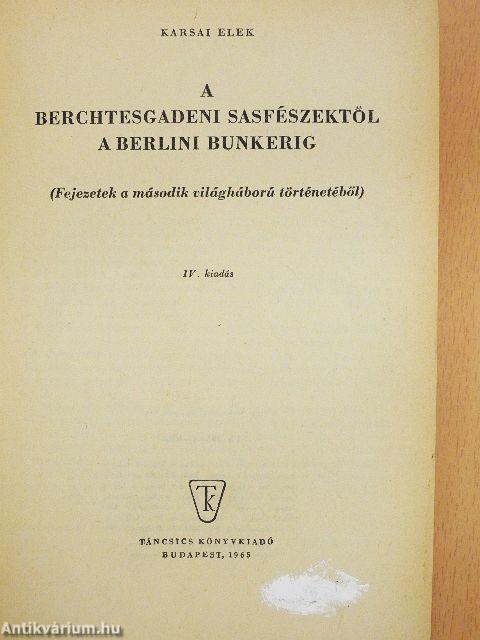 KARSAI ELEK
A
BERCHTESGADENI SASFÉSZEKTŐL
A BERLINI BUNKERIG
(Fejezetek a második világháború történetéből)
IV. kiadás
TK
TÁNCSICS KÖNYVKIADÓ
BUDAPEST, 1965
Antikvárium.hu